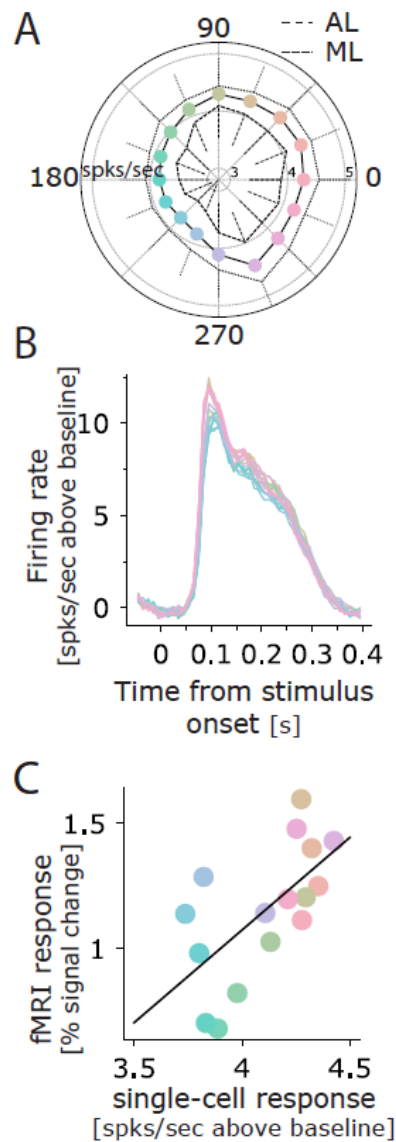 A
AL
ML
90
180
spks/sec
3
4
5
0
270
B
Firing rate
[spks/sec above baseline]
10
5
0
0 0.1 0.2 0.3 0.4
Time from stimulus
onset [s]
C
fMRI response
[% signal change]
1.5
1
3.5 4 4.5
single-cell response
[spks/sec above baseline]